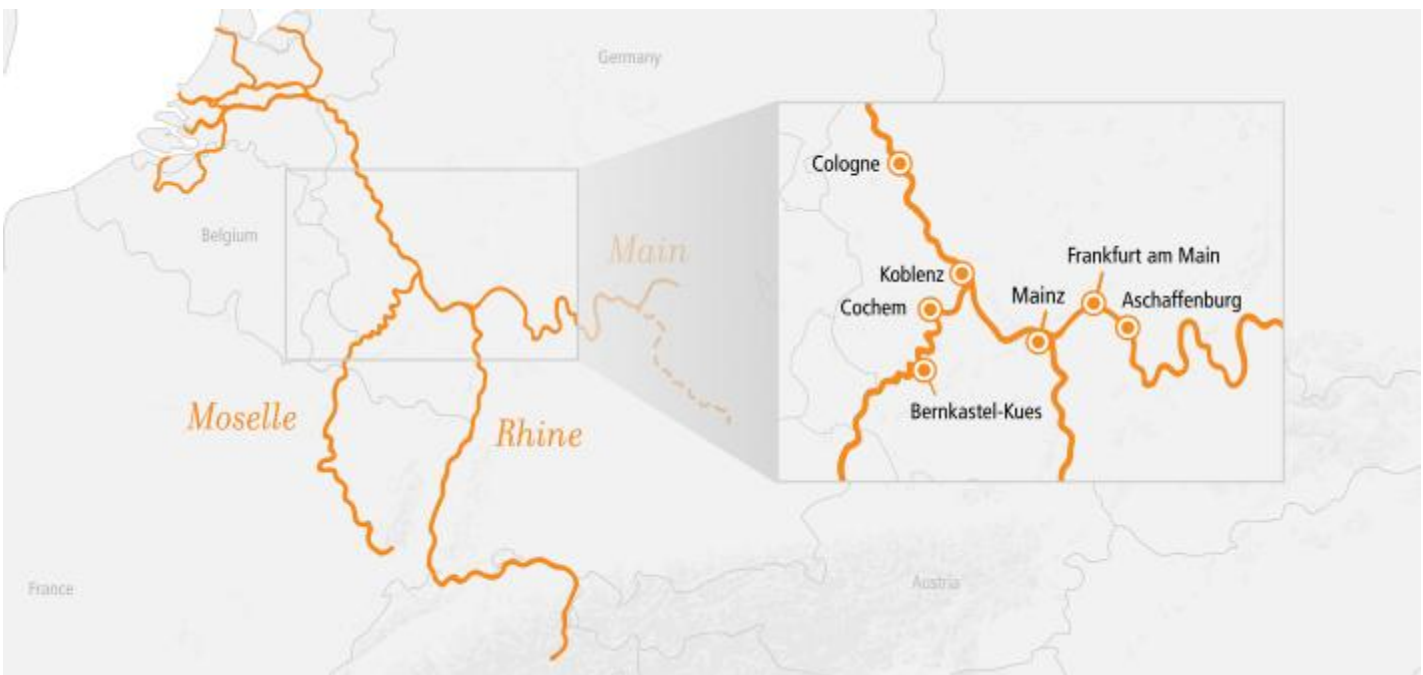 Germany
Belgium
Main
Moselle
Rhine
France
Austria
Cologne
Koblenz
Cochem
Mainz
Frankfurt am Main
Aschaffenburg
Bernkastel-Kues